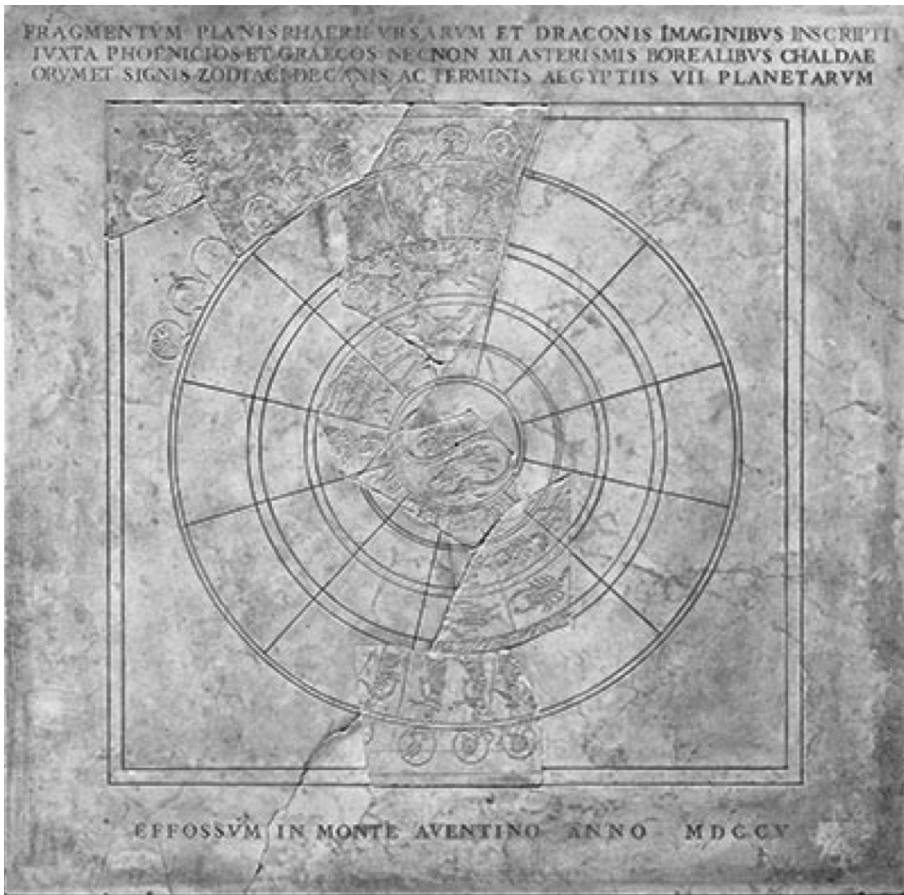 FRAGMENTVM PLANISPHAERII VRSARVM ET DRACONIS IMAGINIBVS INSCRIPTI
IVXTA PHOENICIOS ET GRAECOS NECNON XII ASTERISMIS BOREALIBVS CHALDAE
ORVM ET SIGNIS ZODIACI DECANIS AC TERMINIS AEGYPTIIS VII PLANETARVM
EFFOSSVM IN MONTE AVENTINO ANNO MDCCV